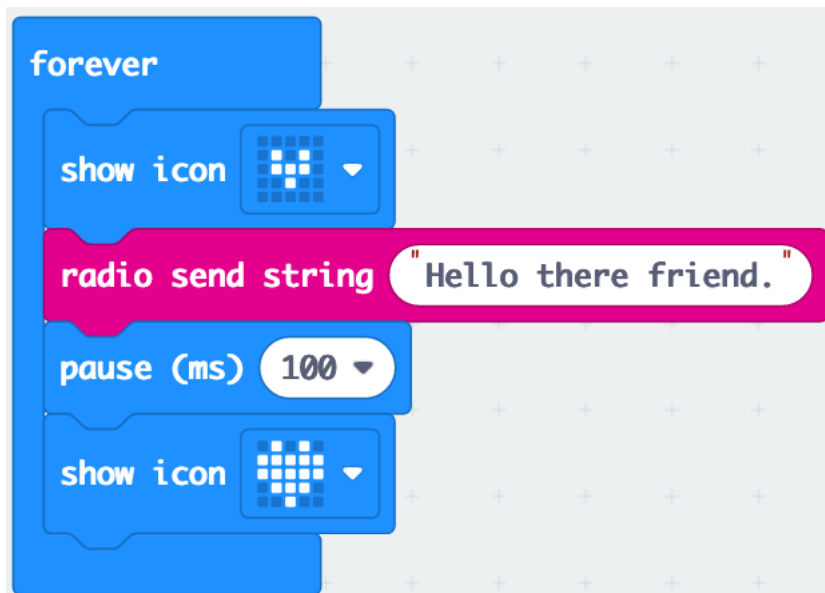 forever
show icon
radio send string "Hello there friend."
pause (ms) 100
show icon